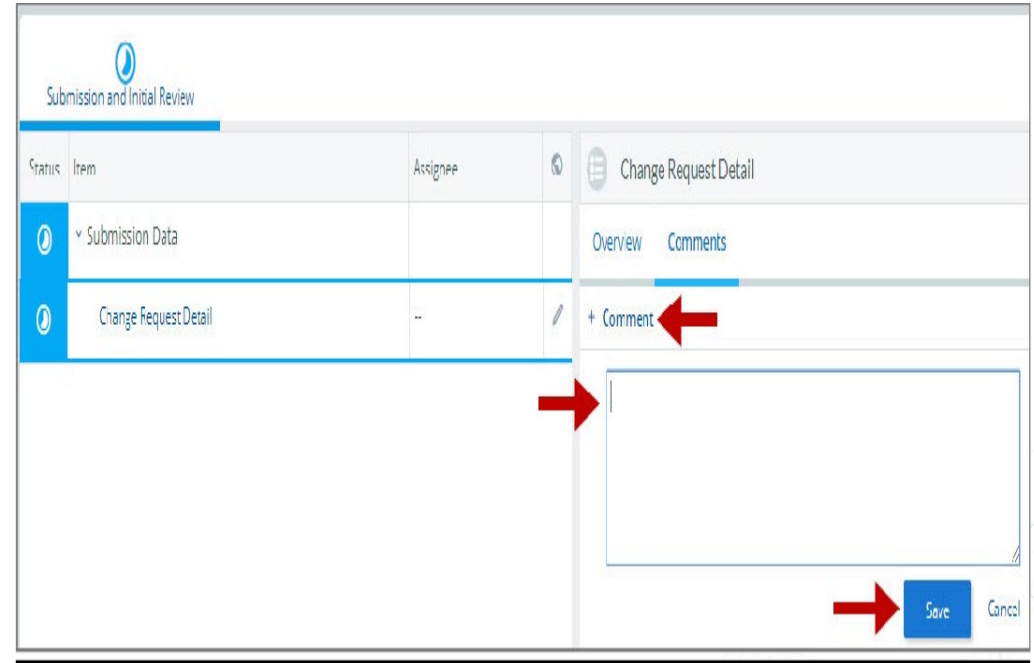 Submission and Initial Review
Status Item Assignee
Change Request Detail
Submission Data
Overview Comments
Change Request Detail --
+ Comment
Save Cancel